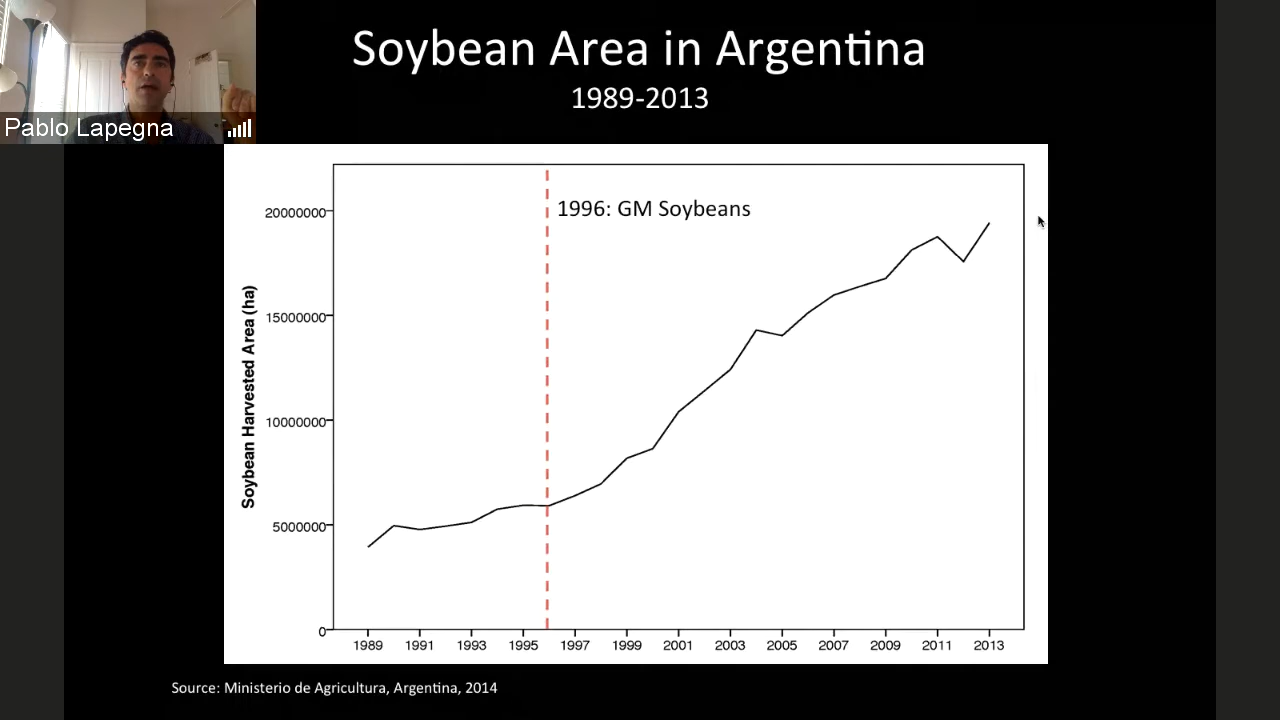 Soybean Area in Argentina
1989-2013
Pablo Lapegna
1996: GM Soybeans
Soybean Harvested Area (ha)
20000000
15000000
10000000
5000000
0
1989 1991 1993 1995 1997 1999 2001 2003 2005 2007 2009 2011 2013
Source: Ministerio de Agricultura, Argentina, 2014